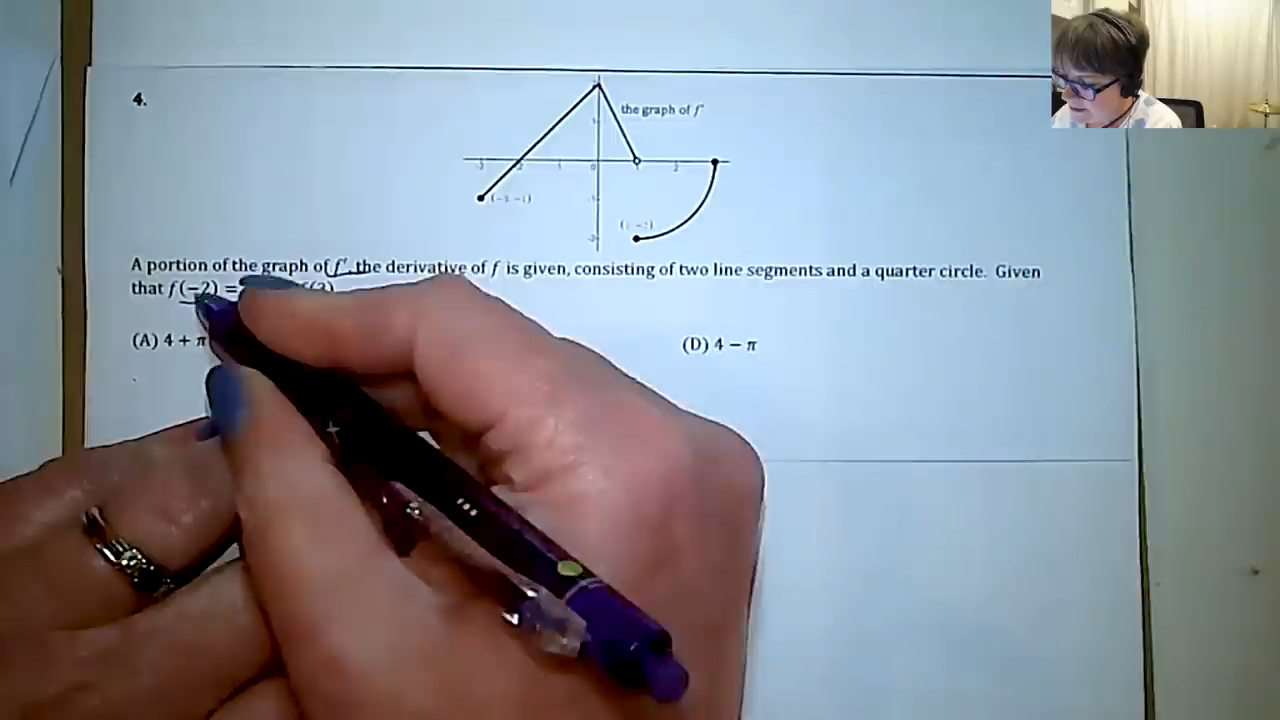 4.
the graph of f'
(-3, -1)
A portion of the graph of f', the derivative of f is given, consisting of two line segments and a quarter circle. Given
that f(-2) = f(3)
(A) 4 + π
(D) 4 − π